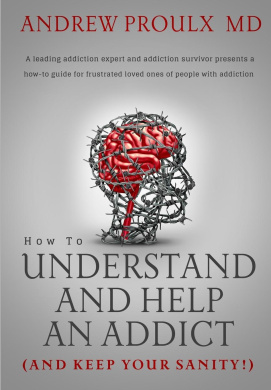 ANDREW PROULX MD
A leading addiction expert and addiction survivor presents a
how-to guide for frustrated loved ones of people with addiction
How To
UNDERSTAND
AND HELP
AN ADDICT
(AND KEEP YOUR SANITY!)